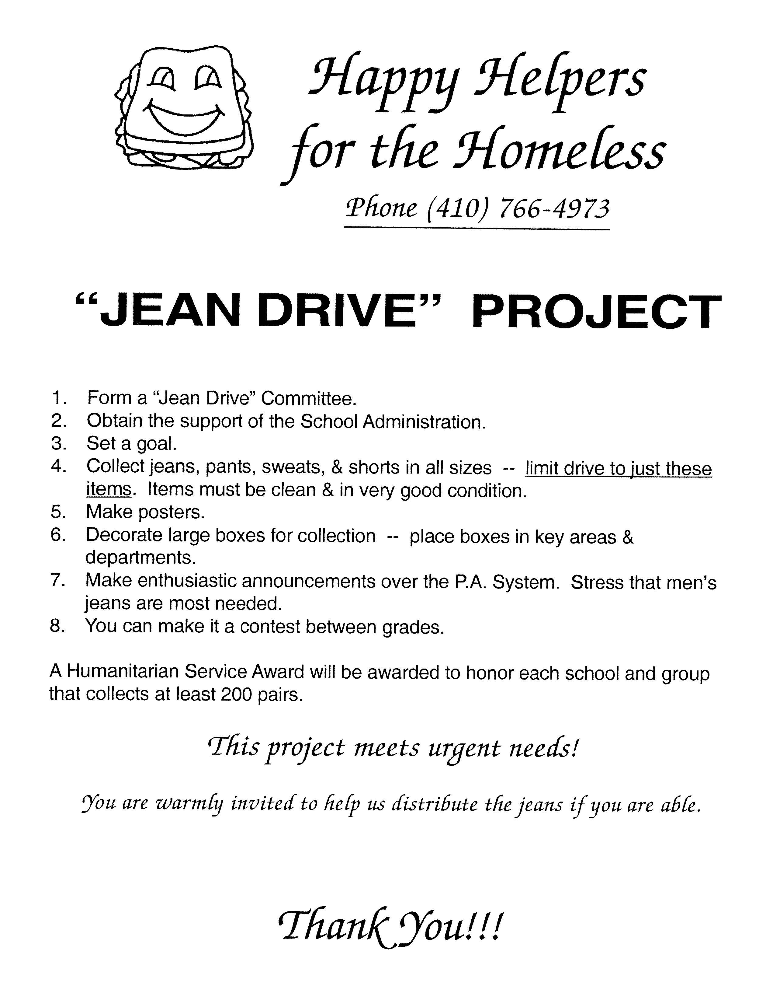 Happy Helpers
for the Homeless
Phone (410) 766-4973
“JEAN DRIVE” PROJECT
1. Form a “Jean Drive” Committee.
2. Obtain the support of the School Administration.
3. Set a goal.
4. Collect jeans, pants, sweats, & shorts in all sizes -- limit drive to just these
items. Items must be clean & in very good condition.
5. Make posters.
6. Decorate large boxes for collection -- place boxes in key areas &
departments.
7. Make enthusiastic announcements over the P.A. System. Stress that men’s
jeans are most needed.
8. You can make it a contest between grades.
A Humanitarian Service Award will be awarded to honor each school and group
that collects at least 200 pairs.
This project meets urgent needs!
You are warmly invited to help us distribute the jeans if you are able.
Thank You!!!